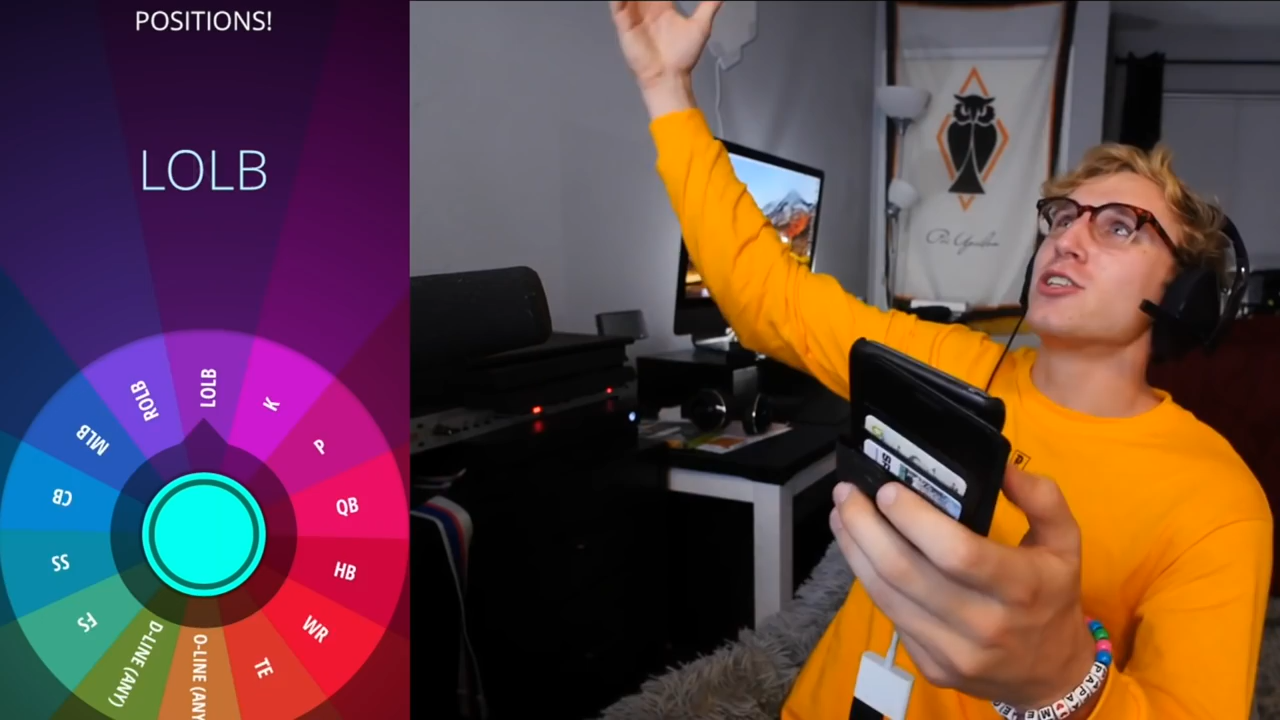 POSITIONS!
LOLB
LOLB
K
P
QB
HB
WR
TE
O-LINE (ANY
D-LINE (ANY)
FS
SS
CB
MLB
ROLB